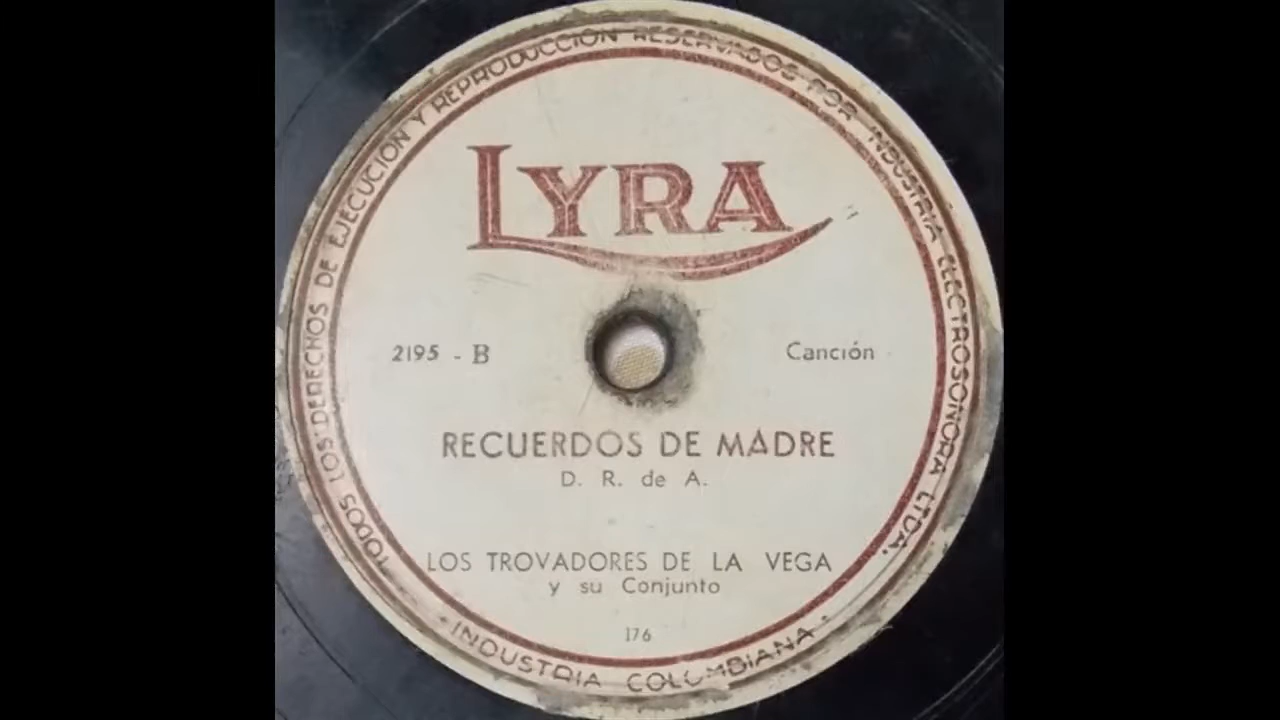 TODOS LOS DERECHOS DE EJECUCION Y REPRODUCCION RESERVADOS POR INDUSTRIA ELECTROSONORA LTDA.
LYRA
2195 - B
Canción
RECUERDOS DE MADRE
D. R. de A.
LOS TROVADORES DE LA VEGA
y su Conjunto
176
· INDUSTRIA COLOMBIANA ·